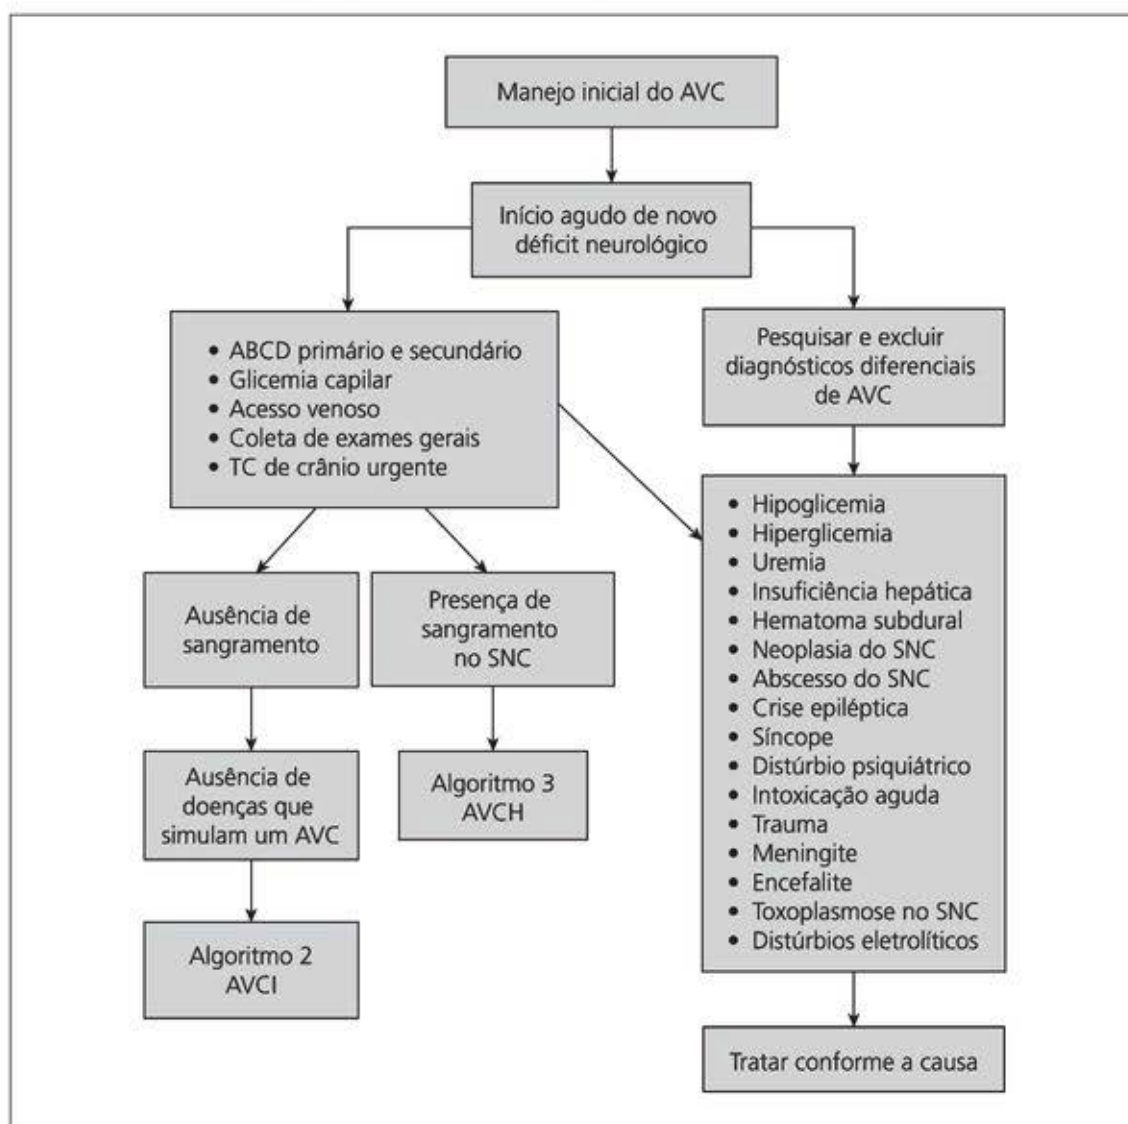 Manejo inicial do AVC
Início agudo de novo
déficit neurológico
• ABCD primário e secundário
• Glicemia capilar
• Acesso venoso
• Coleta de exames gerais
• TC de crânio urgente
Pesquisar e excluir
diagnósticos diferenciais
de AVC
Ausência de
sangramento
Presença de
sangramento
no SNC
Ausência de
doenças que
simulam um AVC
Algoritmo 3
AVCH
Algoritmo 2
AVCI
• Hipoglicemia
• Hiperglicemia
• Uremia
• Insuficiência hepática
• Hematoma subdural
• Neoplasia do SNC
• Abscesso do SNC
• Crise epiléptica
• Síncope
• Distúrbio psiquiátrico
• Intoxicação aguda
• Trauma
• Meningite
• Encefalite
• Toxoplasmose no SNC
• Distúrbios eletrolíticos
Tratar conforme a causa